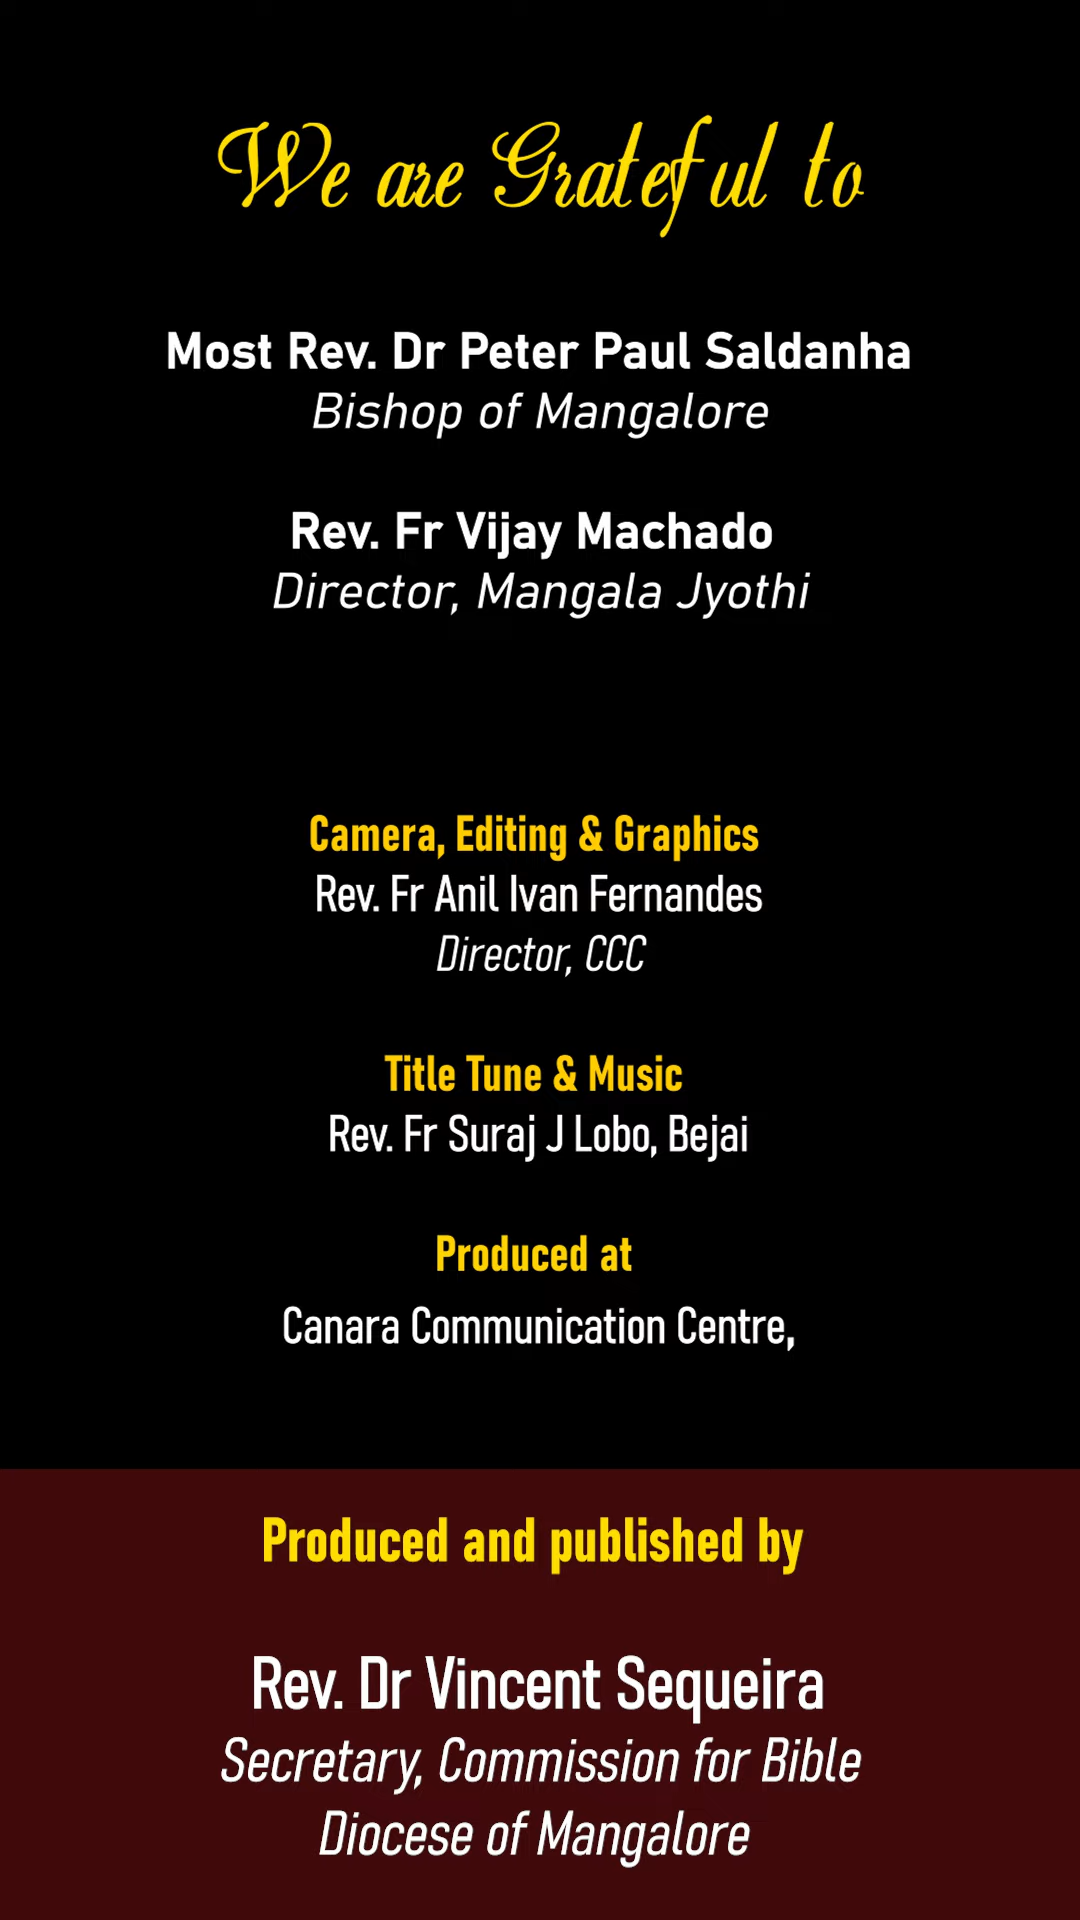 We are Grateful to
Most Rev. Dr Peter Paul Saldanha
Bishop of Mangalore
Rev. Fr Vijay Machado
Director, Mangala Jyothi
Camera, Editing & Graphics
Rev. Fr Anil Ivan Fernandes
Director, CCC
Title Tune & Music
Rev. Fr Suraj J Lobo, Bejai
Produced at
Canara Communication Centre,
Produced and published by
Rev. Dr Vincent Sequeira
Secretary, Commission for Bible
Diocese of Mangalore